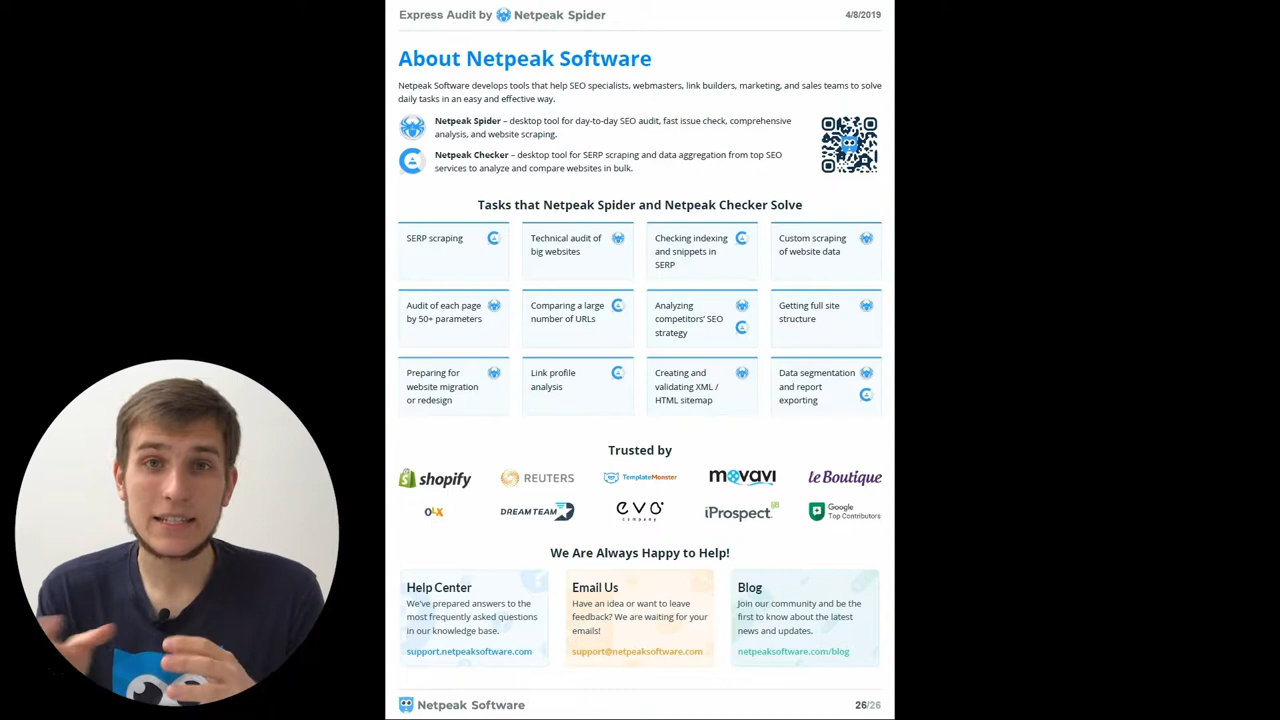 Express Audit by Netpeak Spider 4/8/2019
About Netpeak Software
Netpeak Software develops tools that help SEO specialists, webmasters, link builders, marketing, and sales teams to solve
daily tasks in an easy and effective way.
Netpeak Spider – desktop tool for day-to-day SEO audit, fast issue check, comprehensive
analysis, and website scraping.
Netpeak Checker – desktop tool for SERP scraping and data aggregation from top SEO
services to analyze and compare websites in bulk.
Tasks that Netpeak Spider and Netpeak Checker Solve
SERP scraping
Technical audit of
big websites
Checking indexing
and snippets in
SERP
Custom scraping
of website data
Audit of each page
by 50+ parameters
Comparing a large
number of URLs
Analyzing
competitors' SEO
strategy
Getting full site
structure
Preparing for
website migration
or redesign
Link profile
analysis
Creating and
validating XML /
HTML sitemap
Data segmentation
and report
exporting
Trusted by
shopify REUTERS TemplateMonster movavi le Boutique
OLX DREAM TEAM evo company iProspect Google
Top Contributors
We Are Always Happy to Help!
Help Center
We've prepared answers to the
most frequently asked questions
in our knowledge base.
support.netpeaksoftware.com
Email Us
Have an idea or want to leave
feedback? We are waiting for your
emails!
support@netpeaksoftware.com
Blog
Join our community and be the
first to know about the latest
news and updates.
netpeaksoftware.com/blog
Netpeak Software 26/26